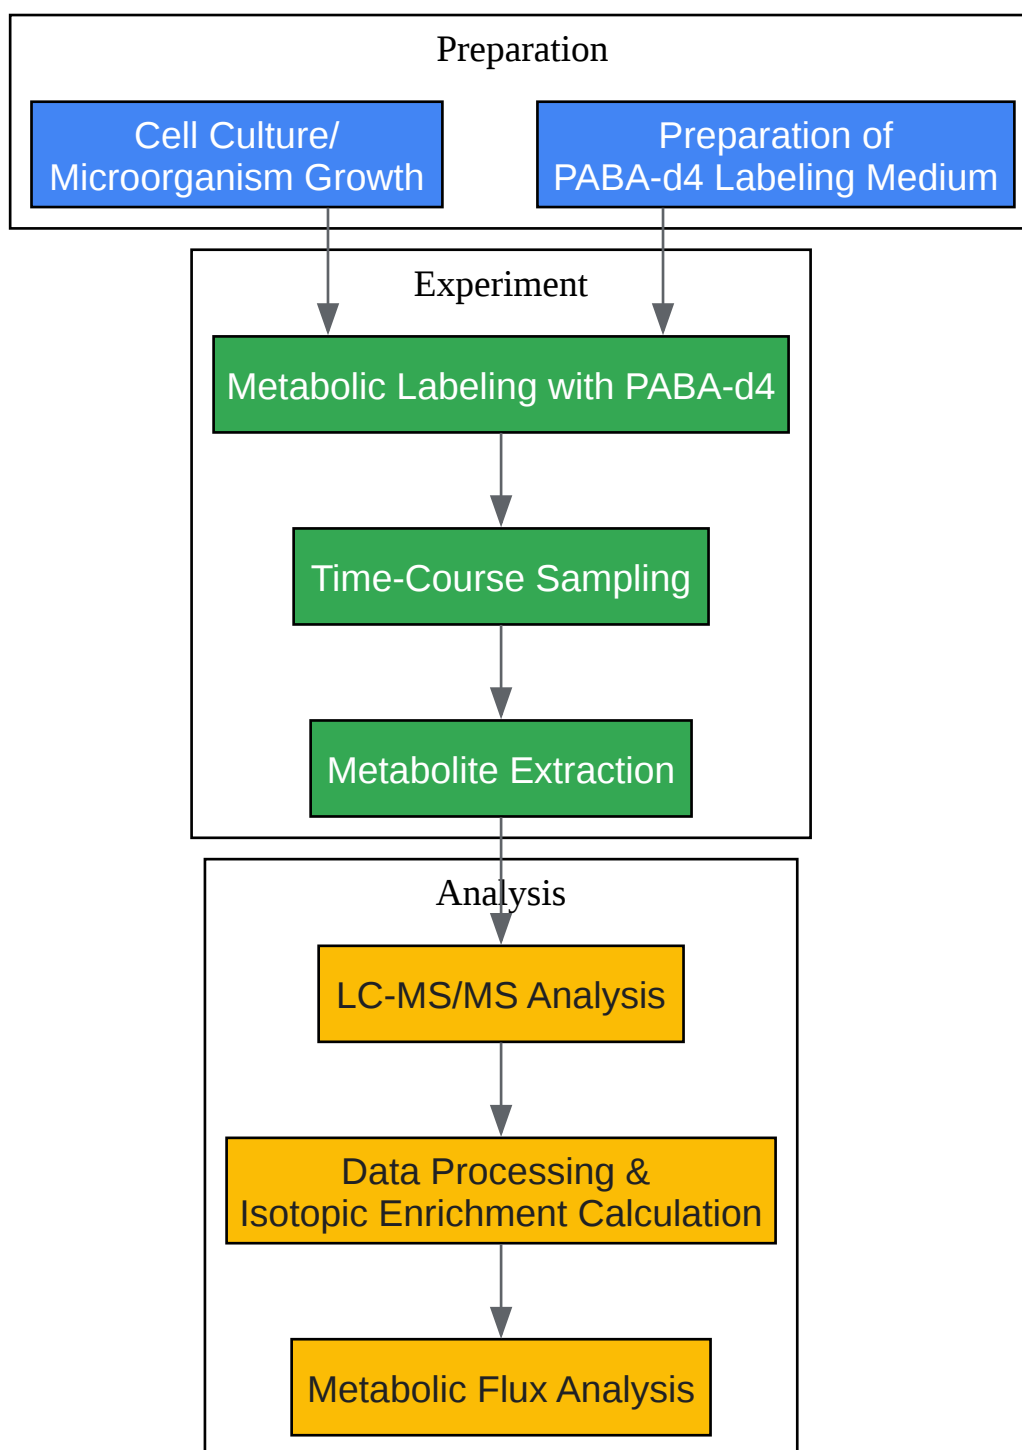 Preparation
Cell Culture/
Microorganism Growth
Preparation of
PABA-d4 Labeling Medium
Experiment
Metabolic Labeling with PABA-d4
Time-Course Sampling
Metabolite Extraction
Analysis
LC-MS/MS Analysis
Data Processing &
Isotopic Enrichment Calculation
Metabolic Flux Analysis